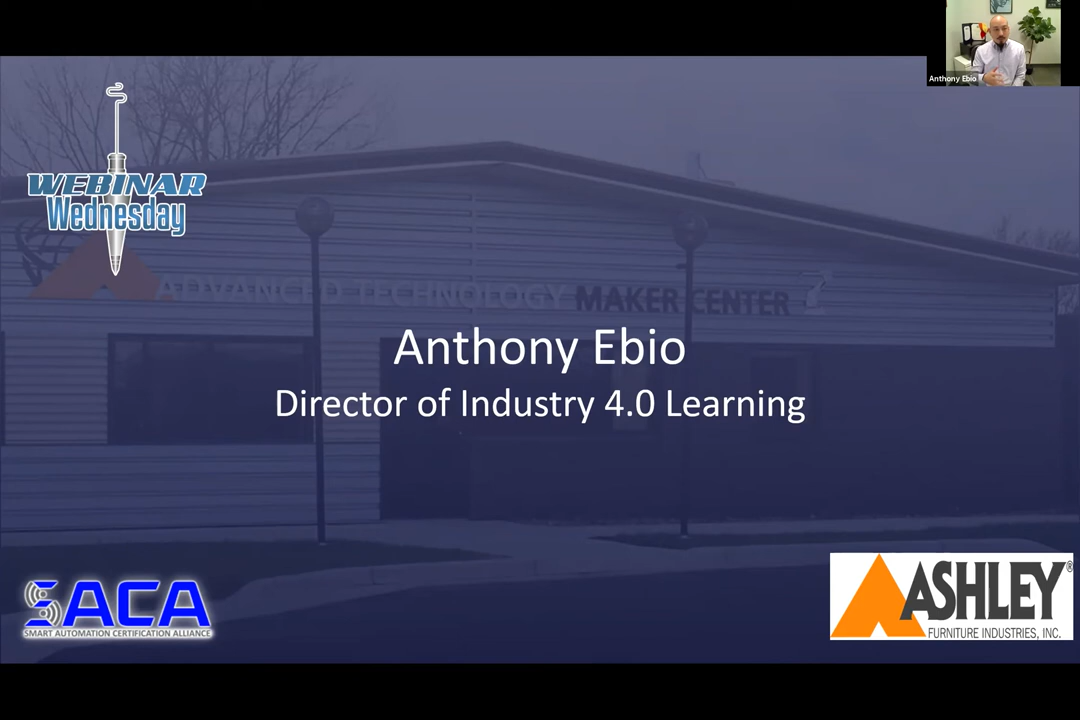 Anthony Ebio
WEBINAR
Wednesday
ADVANCED TECHNOLOGY MAKER CENTER
Anthony Ebio
Director of Industry 4.0 Learning
SACA
SMART AUTOMATION CERTIFICATION ALLIANCE
ASHLEY®
FURNITURE INDUSTRIES, INC.